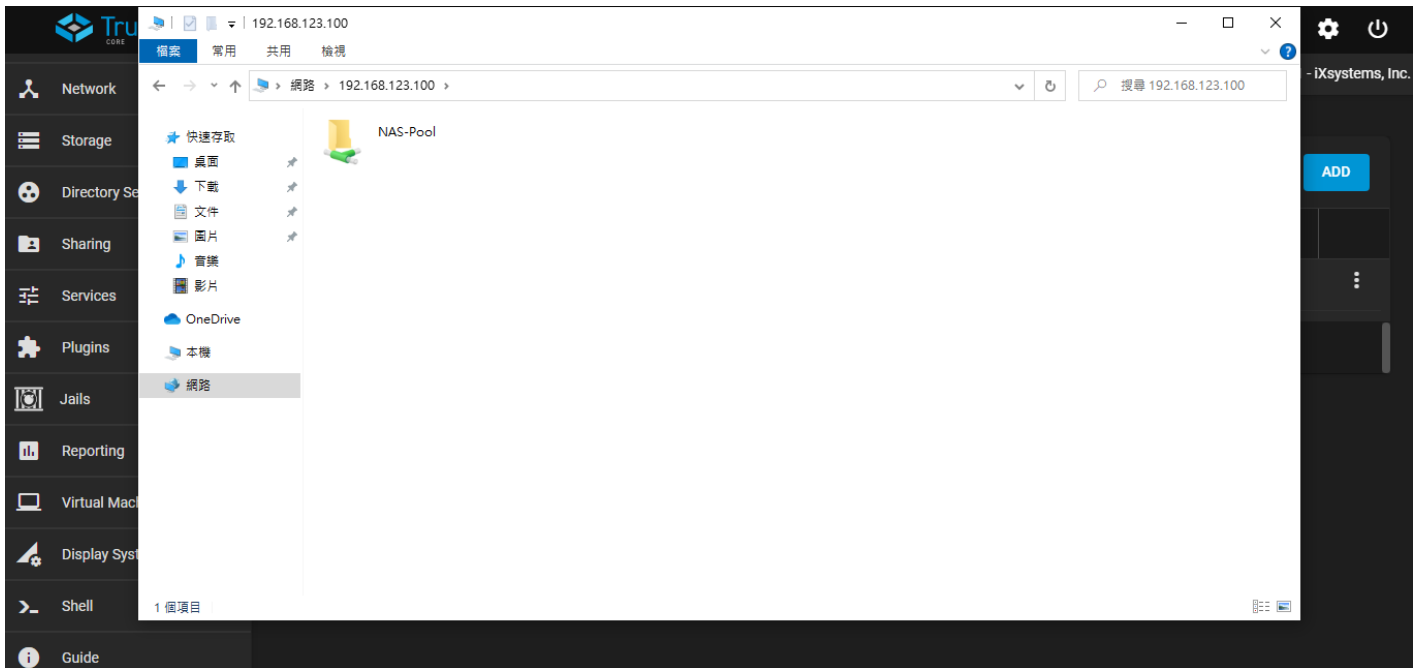 Tru
CORE
192.168.123.100
檔案 常用 共用 檢視
網路 › 192.168.123.100 ›
搜尋 192.168.123.100
- iXsystems, Inc.
Network
Storage
Directory Se
Sharing
Services
Plugins
Jails
Reporting
Virtual Mach
Display Syst
Shell
Guide
快速存取
桌面
下載
文件
圖片
音樂
影片
OneDrive
本機
網路
NAS-Pool
ADD
1 個項目